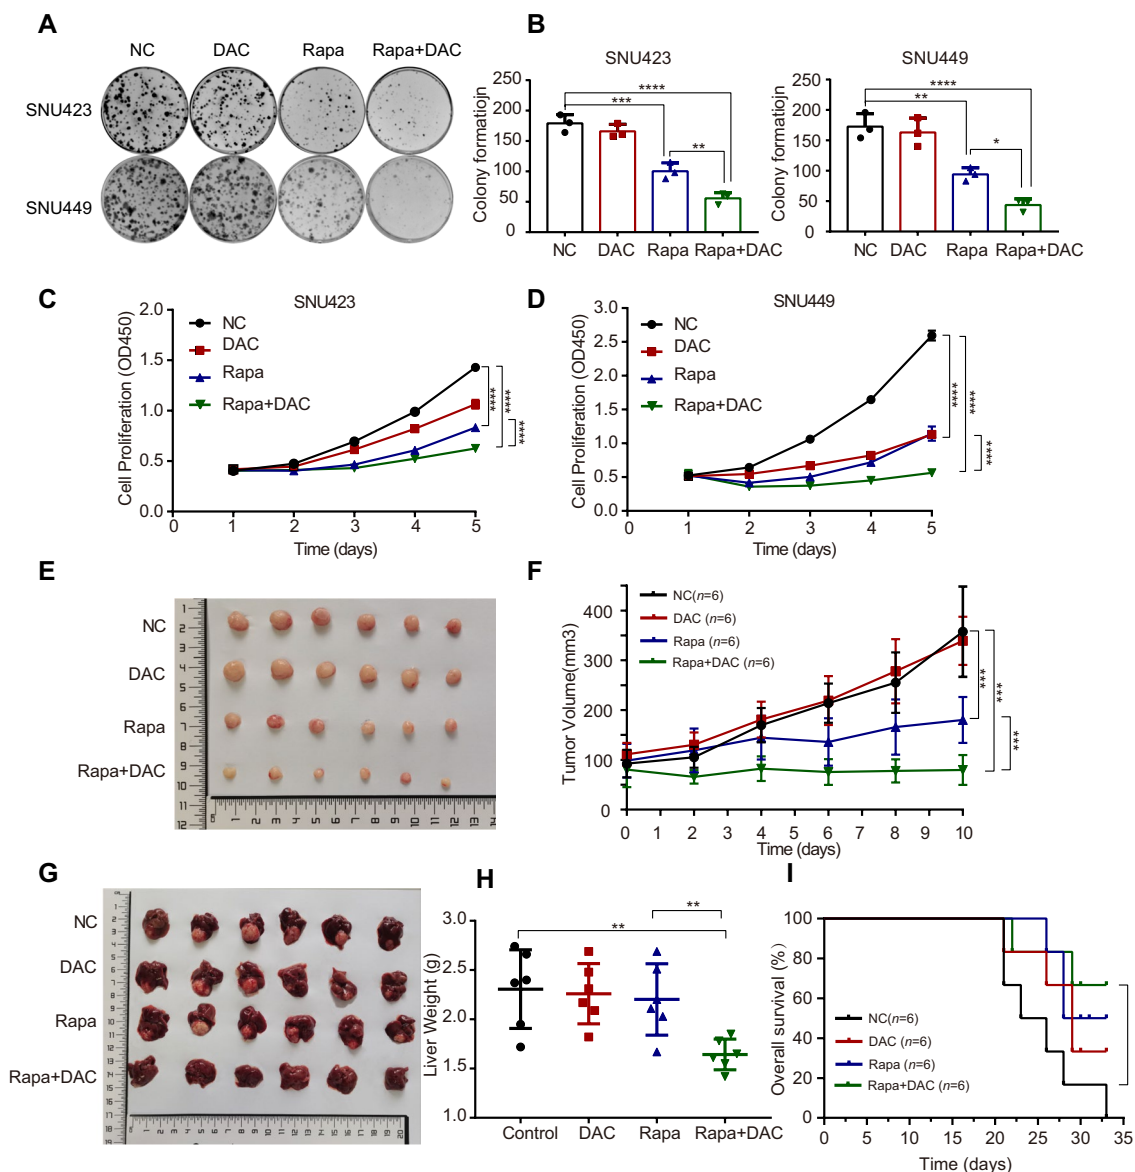 A
NC DAC Rapa Rapa+DAC
SNU423
SNU449
B
SNU423
Colony formatiojn
250
200
150
100
50
0
****
***
**
NC DAC Rapa Rapa+DAC
SNU449
Colony formatiojn
250
200
150
100
50
0
****
**
*
NC DAC Rapa Rapa+DAC
C
SNU423
Cell Proliferation (OD450)
2.0
1.5
1.0
0.5
0.0
NC
DAC
Rapa
Rapa+DAC
****
****
****
0 1 2 3 4 5
Time (days)
D
SNU449
Cell Proliferation (OD450)
3.0
2.5
2.0
1.5
1.0
0.5
0.0
NC
DAC
Rapa
Rapa+DAC
****
****
****
0 1 2 3 4 5
Time (days)
E
NC
DAC
Rapa
Rapa+DAC
F
Tumor Volume(mm3)
400
300
200
100
0
NC(n=6)
DAC (n=6)
Rapa (n=6)
Rapa+DAC (n=6)
***
***
***
0 1 2 3 4 5 6 7 8 9 10
Time (days)
G
NC
DAC
Rapa
Rapa+DAC
H
Liver Weight (g)
3.0
2.5
2.0
1.5
1.0
**
**
Control DAC Rapa Rapa+DAC
I
Overall survival (%)
100
80
60
40
20
0
NC(n=6)
DAC (n=6)
Rapa (n=6)
Rapa+DAC (n=6)
0 5 10 15 20 25 30 35
Time (days)